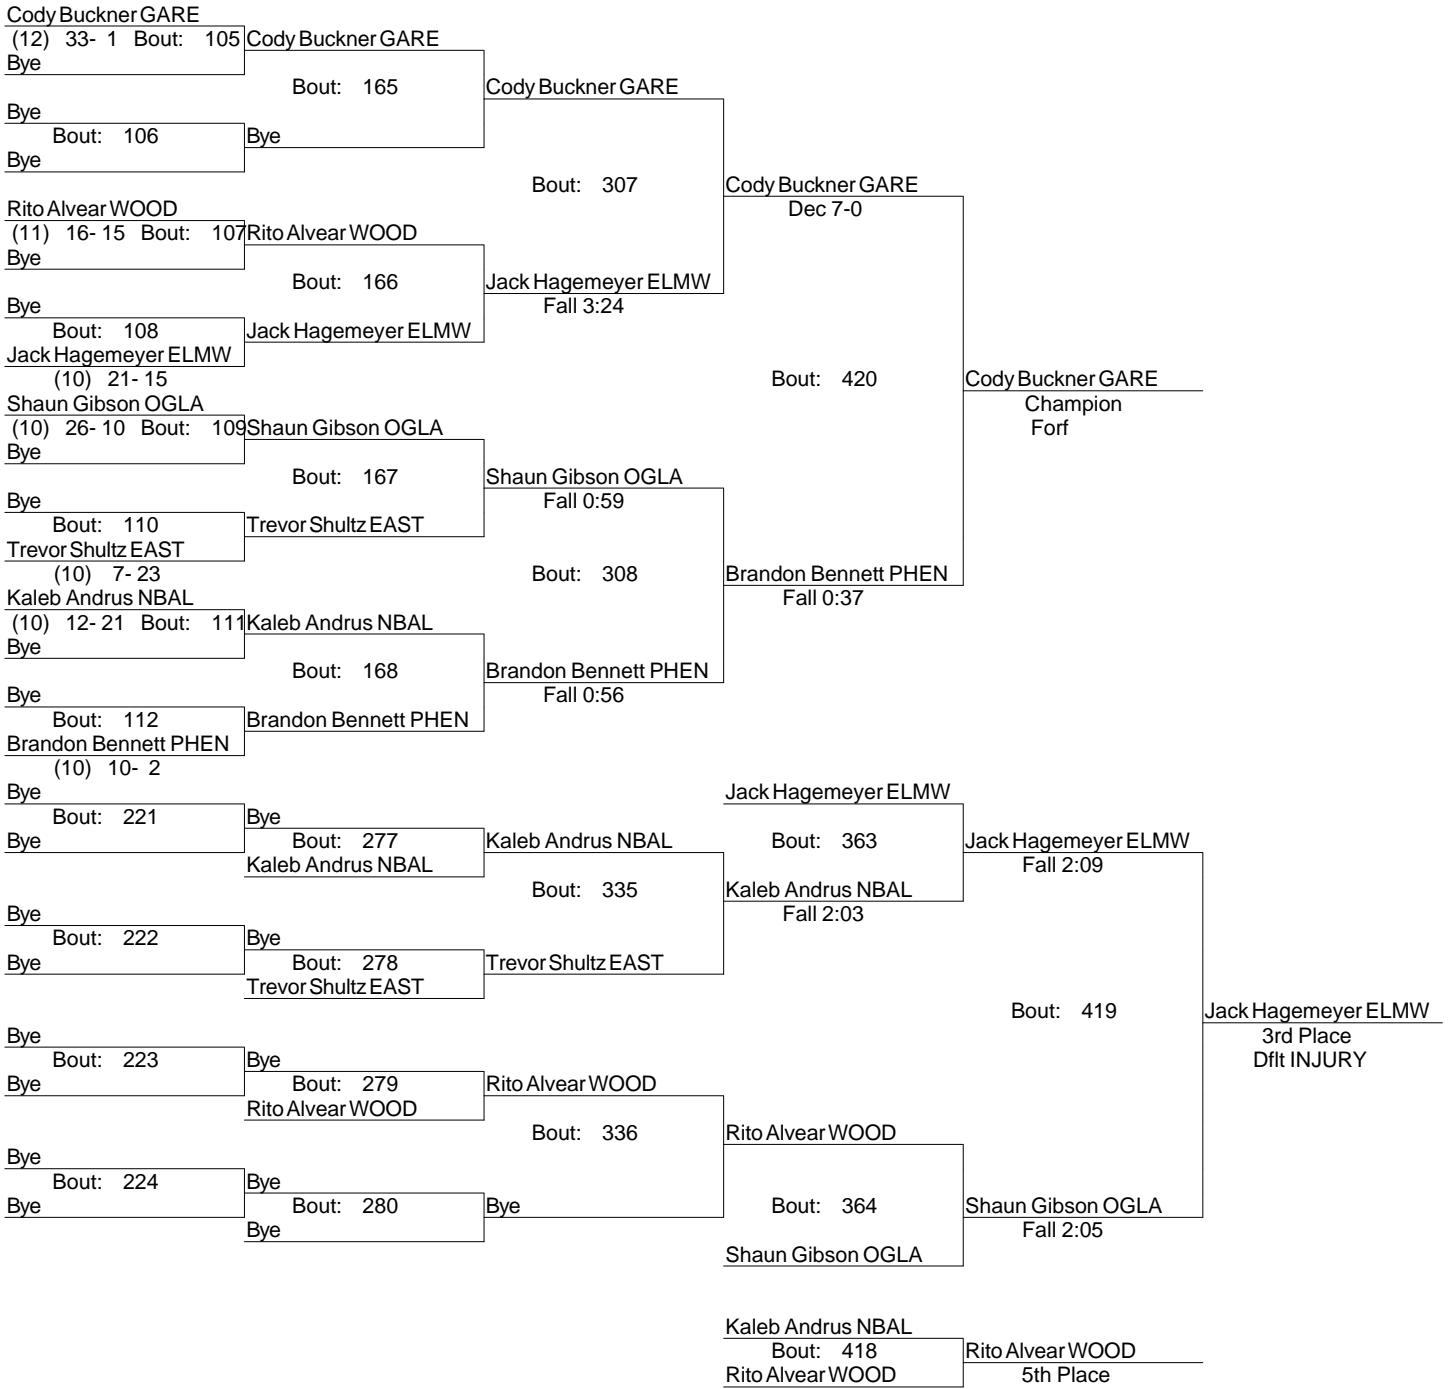 Cody Buckner GARE
(12) 33- 1 Bout: 105 Cody Buckner GARE
Bye
Bout: 165 Cody Buckner GARE
Bye
Bout: 106 Bye
Bye
Bout: 307 Cody Buckner GARE
Rito Alvear WOOD Dec 7-0
(11) 16- 15 Bout: 107 Rito Alvear WOOD
Bye
Bout: 166 Jack Hagemeyer ELMW
Bye Fall 3:24
Bout: 108 Jack Hagemeyer ELMW
Jack Hagemeyer ELMW
(10) 21- 15 Bout: 420 Cody Buckner GARE
Shaun Gibson OGLA Champion
(10) 26- 10 Bout: 109 Shaun Gibson OGLA Forf
Bye
Bout: 167 Shaun Gibson OGLA
Bye Fall 0:59
Bout: 110 Trevor Shultz EAST
Trevor Shultz EAST
(10) 7- 23 Bout: 308 Brandon Bennett PHEN
Kaleb Andrus NBAL Fall 0:37
(10) 12- 21 Bout: 111 Kaleb Andrus NBAL
Bye
Bout: 168 Brandon Bennett PHEN
Bye Fall 0:56
Bout: 112 Brandon Bennett PHEN
Brandon Bennett PHEN
(10) 10- 2
Bye Jack Hagemeyer ELMW
Bout: 221 Bye
Bye Bout: 277 Kaleb Andrus NBAL Bout: 363 Jack Hagemeyer ELMW
Kaleb Andrus NBAL Fall 2:09
Bout: 335 Kaleb Andrus NBAL
Bye Fall 2:03
Bout: 222 Bye
Bye Bout: 278 Trevor Shultz EAST
Trevor Shultz EAST
Bout: 419 Jack Hagemeyer ELMW
Bye 3rd Place
Bout: 223 Bye Dflt INJURY
Bye Bout: 279 Rito Alvear WOOD
Rito Alvear WOOD
Bout: 336 Rito Alvear WOOD
Bye
Bout: 224 Bye
Bye Bout: 280 Bye Bout: 364 Shaun Gibson OGLA
Bye Fall 2:05
Shaun Gibson OGLA
Kaleb Andrus NBAL
Bout: 418 Rito Alvear WOOD
Rito Alvear WOOD 5th Place